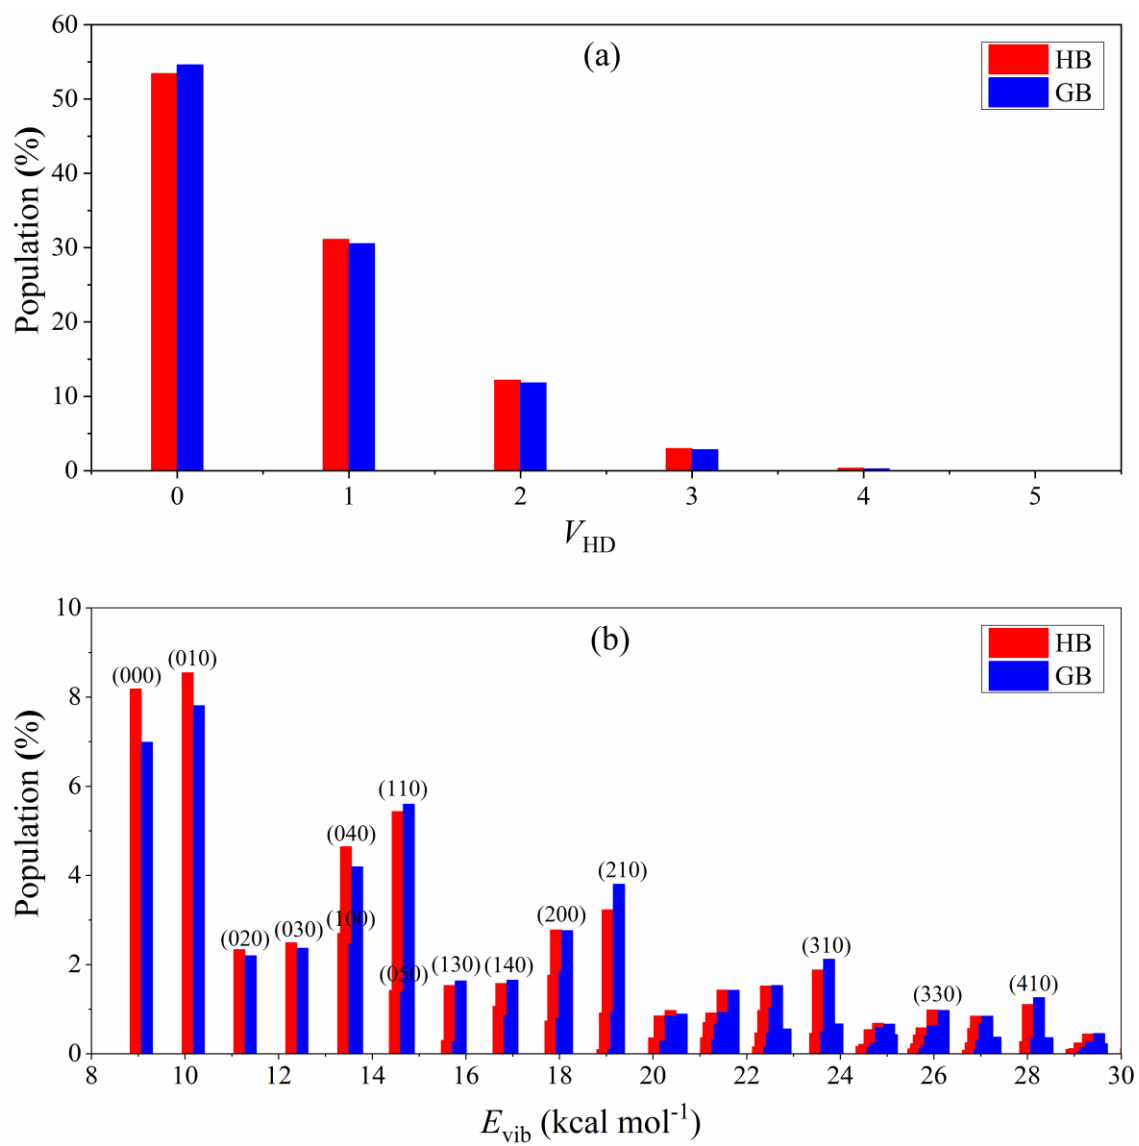 (a)
HB
GB
Population (%)
60
50
40
30
20
10
0
0 1 2 3 4 5
V_HD
(b)
HB
GB
Population (%)
10
8
6
4
2
0
(000) (010) (020) (030) (040) (100) (110) (050) (130) (140) (200) (210) (310) (330) (410)
8 10 12 14 16 18 20 22 24 26 28 30
E_vib (kcal mol⁻¹)